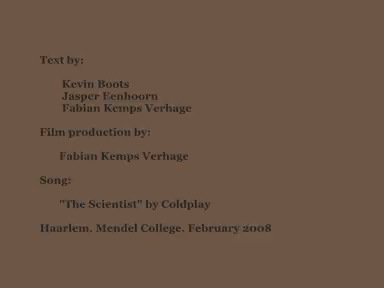 Text by:
Kevin Boots
Jasper Eenhoorn
Fabian Kemps Verhage
Film production by:
Fabian Kemps Verhage
Song:
"The Scientist" by Coldplay
Haarlem, Mendel College, February 2008